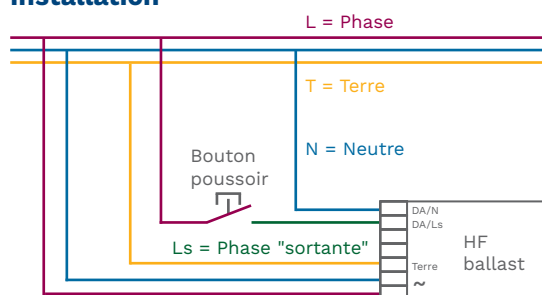 Installation
L = Phase
T = Terre
N = Neutre
Bouton
poussoir
Ls = Phase "sortante"
DA/N
DA/Ls
HF
ballast
Terre
~